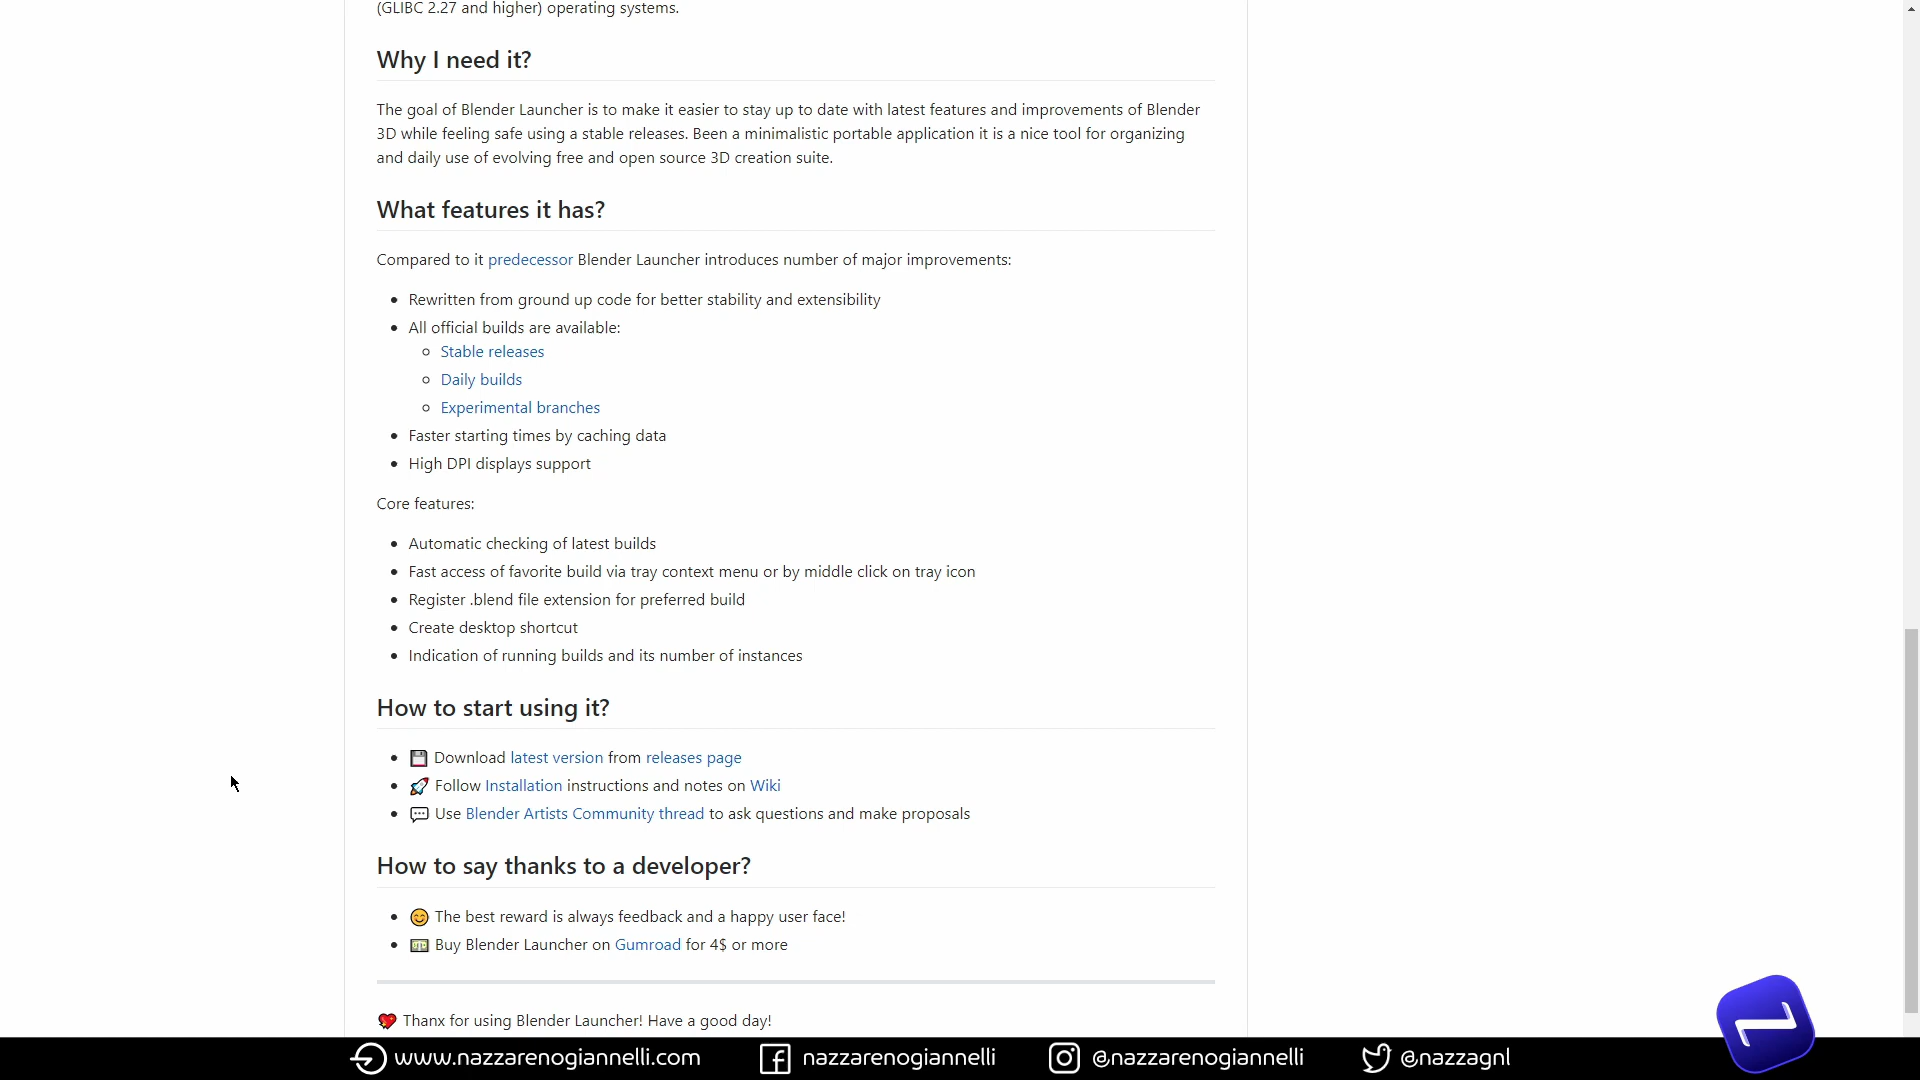 (GLIBC 2.27 and higher) operating systems.
Why I need it?
The goal of Blender Launcher is to make it easier to stay up to date with latest features and improvements of Blender
3D while feeling safe using a stable releases. Been a minimalistic portable application it is a nice tool for organizing
and daily use of evolving free and open source 3D creation suite.
What features it has?
Compared to it predecessor Blender Launcher introduces number of major improvements:
Rewritten from ground up code for better stability and extensibility
All official builds are available:
Stable releases
Daily builds
Experimental branches
Faster starting times by caching data
High DPI displays support
Core features:
Automatic checking of latest builds
Fast access of favorite build via tray context menu or by middle click on tray icon
Register .blend file extension for preferred build
Create desktop shortcut
Indication of running builds and its number of instances
How to start using it?
💾 Download latest version from releases page
🚀 Follow Installation instructions and notes on Wiki
💬 Use Blender Artists Community thread to ask questions and make proposals
How to say thanks to a developer?
😊 The best reward is always feedback and a happy user face!
💵 Buy Blender Launcher on Gumroad for 4$ or more
💖 Thanx for using Blender Launcher! Have a good day!
www.nazzarenogiannelli.com nazzarenogiannelli @nazzarenogiannelli @nazzagnl